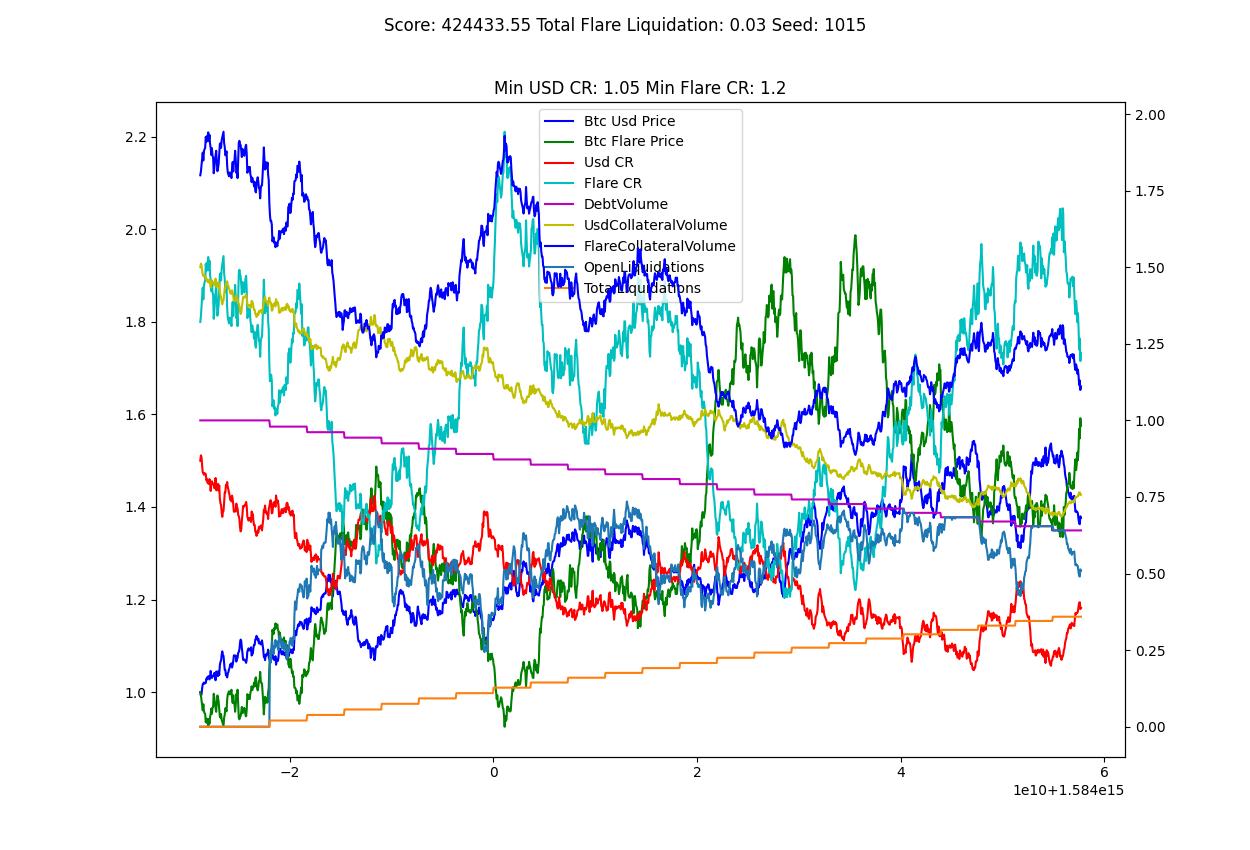 Score: 424433.55 Total Flare Liquidation: 0.03 Seed: 1015
Min USD CR: 1.05 Min Flare CR: 1.2
Btc Usd Price
Btc Flare Price
Usd CR
Flare CR
DebtVolume
UsdCollateralVolume
FlareCollateralVolume
OpenLiquidations
TotalLiquidations
2.2
2.0
1.8
1.6
1.4
1.2
1.0
2.00
1.75
1.50
1.25
1.00
0.75
0.50
0.25
0.00
−2
0
2
4
6
1e10+1.584e15